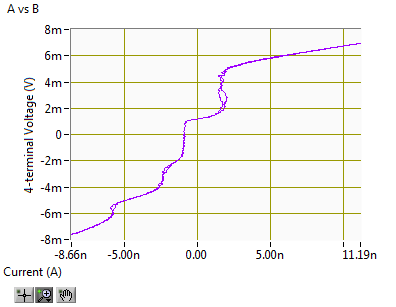 A vs B
8m
6m
4m
2m
0
-2m
-4m
-6m
-8m
4-terminal Voltage (V)
-8.66n -5.00n 0.00 5.00n 11.19n
Current (A)